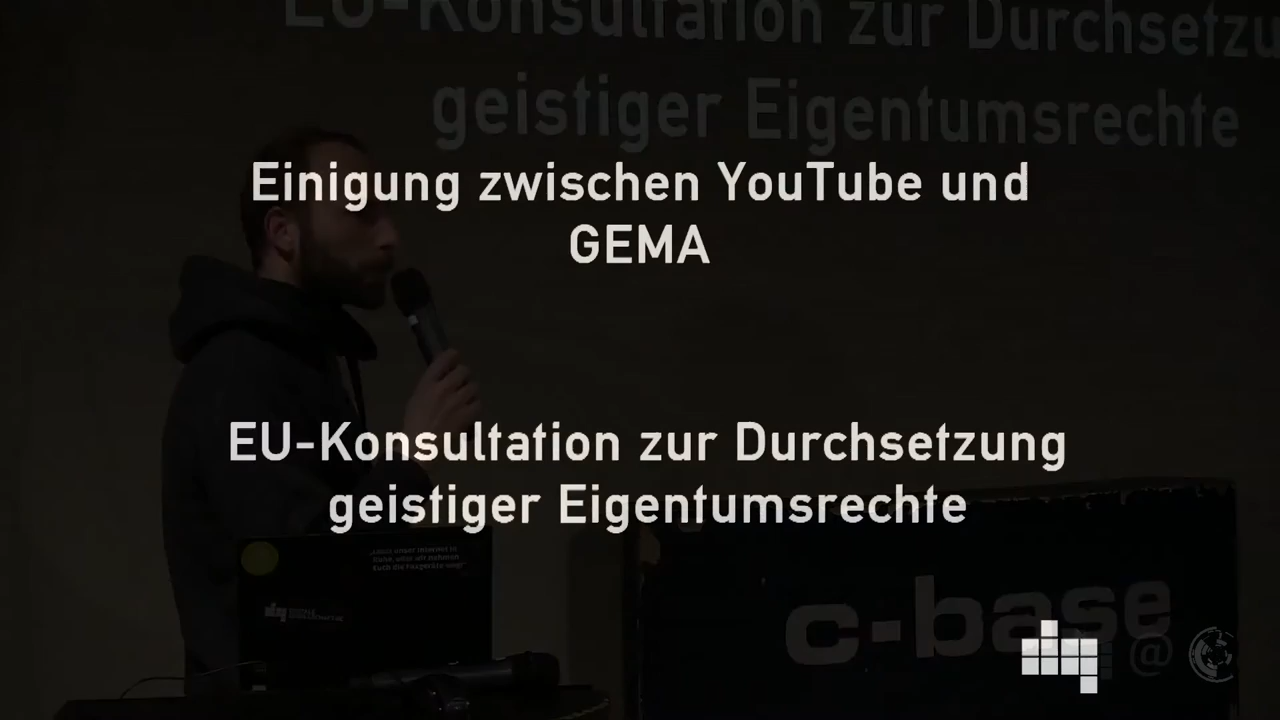 EU-Konsultation zur Durchsetzu
geistiger Eigentumsrechte
Einigung zwischen YouTube und
GEMA
EU-Konsultation zur Durchsetzung
geistiger Eigentumsrechte
c-base
@